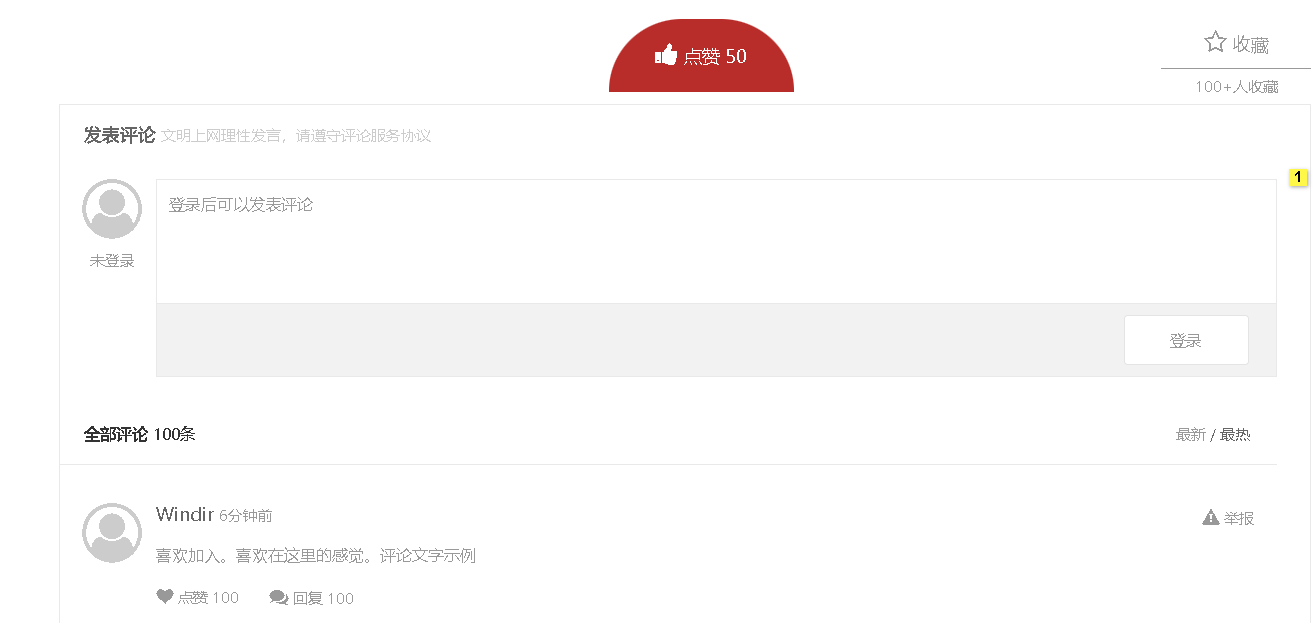 点赞 50
收藏
100+人收藏
发表评论 文明上网理性发言，请遵守评论服务协议
1
登录后可以发表评论
未登录
登录
全部评论 100条
最新 / 最热
Windir 6分钟前
举报
喜欢加入。喜欢在这里的感觉。评论文字示例
点赞 100 回复 100